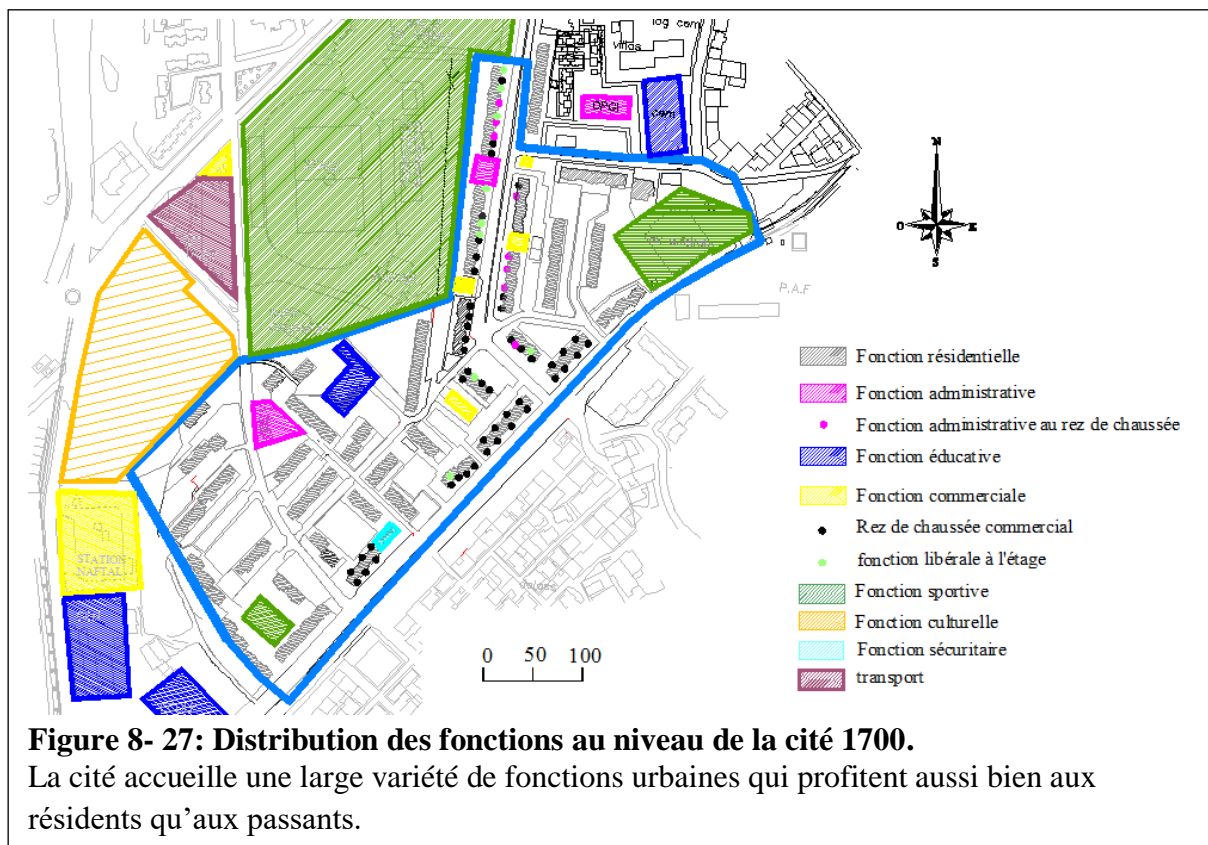 log cem
villas
OPGI
cem
N
O
E
S
P.A.F
STATION
NAFTAL
0 50 100
Fonction résidentielle
Fonction administrative
Fonction administrative au rez de chaussée
Fonction éducative
Fonction commerciale
Rez de chaussée commercial
fonction libérale à l'étage
Fonction sportive
Fonction culturelle
Fonction sécuritaire
transport
Figure 8- 27: Distribution des fonctions au niveau de la cité 1700.
La cité accueille une large variété de fonctions urbaines qui profitent aussi bien aux
résidents qu’aux passants.